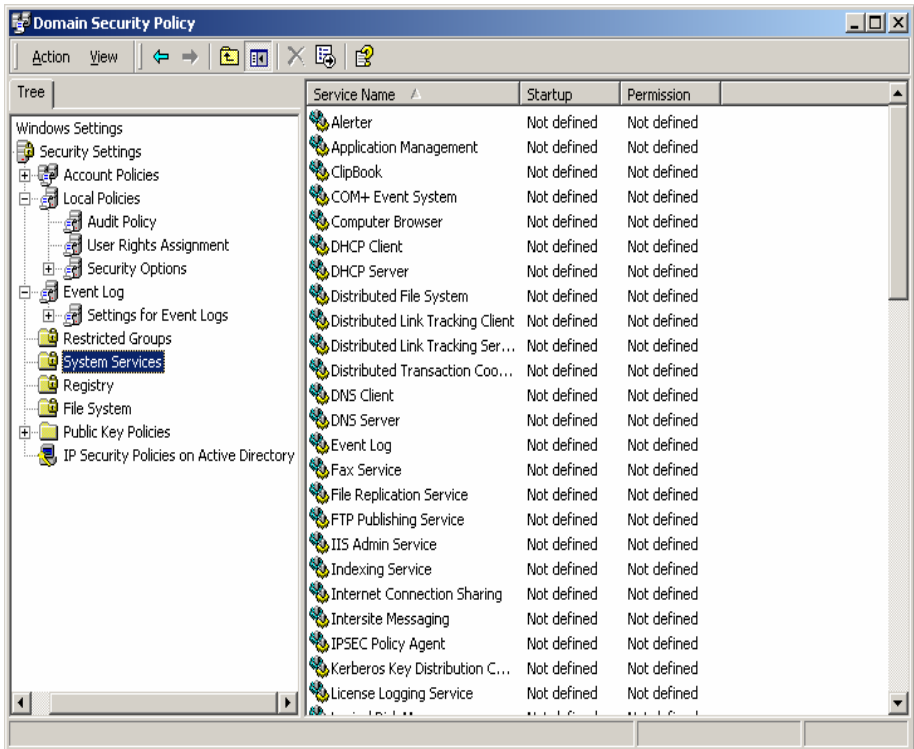 Domain Security Policy
Action View
Tree
Windows Settings
Security Settings
Account Policies
Local Policies
Audit Policy
User Rights Assignment
Security Options
Event Log
Settings for Event Logs
Restricted Groups
System Services
Registry
File System
Public Key Policies
IP Security Policies on Active Directory
Service Name Startup Permission
Alerter Not defined Not defined
Application Management Not defined Not defined
ClipBook Not defined Not defined
COM+ Event System Not defined Not defined
Computer Browser Not defined Not defined
DHCP Client Not defined Not defined
DHCP Server Not defined Not defined
Distributed File System Not defined Not defined
Distributed Link Tracking Client Not defined Not defined
Distributed Link Tracking Ser... Not defined Not defined
Distributed Transaction Coo... Not defined Not defined
DNS Client Not defined Not defined
DNS Server Not defined Not defined
Event Log Not defined Not defined
Fax Service Not defined Not defined
File Replication Service Not defined Not defined
FTP Publishing Service Not defined Not defined
IIS Admin Service Not defined Not defined
Indexing Service Not defined Not defined
Internet Connection Sharing Not defined Not defined
Intersite Messaging Not defined Not defined
IPSEC Policy Agent Not defined Not defined
Kerberos Key Distribution C... Not defined Not defined
License Logging Service Not defined Not defined